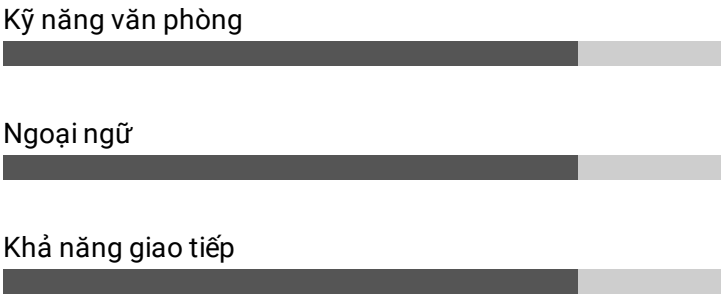 Kỹ năng văn phòng
Ngoại ngữ
Khả năng giao tiếp